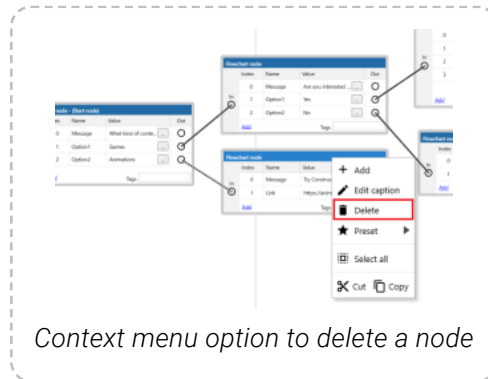 Flowchart node
Index Name Value Out
0 Message Are you interested ... ...
In
1 Option1 Yes ...
2 Option2 No ...
Add Tags
0
1
In
2
3
Add
node - (Start node)
Name Value Out
0 Message What kind of conte... ...
1 Option1 Games ...
2 Option2 Animations ...
Tags
Flowchart node
Index Name Value
0 Message Try Construc
In
1 Link https://anim
Add Tags
Flowchart node
Index
0
In
1
Add
Add
Edit caption
Delete
Preset
Select all
Cut Copy
Context menu option to delete a node